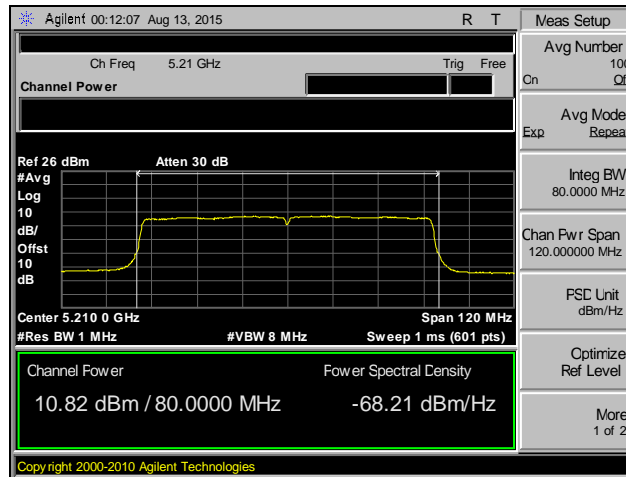 Agilent 00:12:07 Aug 13, 2015 R T
Ch Freq 5.21 GHz Trig Free
Channel Power
Ref 26 dBm Atten 30 dB
#Avg
Log
10
dB/
Offst
10
dB
Center 5.210 0 GHz Span 120 MHz
#Res BW 1 MHz #VBW 8 MHz Sweep 1 ms (601 pts)
Channel Power Power Spectral Density
10.82 dBm / 80.0000 MHz -68.21 dBm/Hz
Copyright 2000-2010 Agilent Technologies
Meas Setup
Avg Number
100
On Of
Avg Mode
Exp Repea
Integ BW
80.0000 MHz
Chan Pwr Span
120.000000 MHz
PSD Unit
dBm/Hz
Optimize
Ref Level
More
1 of 2